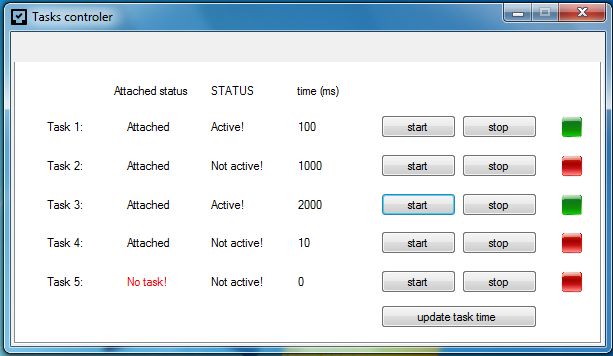 Tasks controler
Attached status STATUS time (ms)
Task 1: Attached Active! 100 start stop
Task 2: Attached Not active! 1000 start stop
Task 3: Attached Active! 2000 start stop
Task 4: Attached Not active! 10 start stop
Task 5: No task! Not active! 0 start stop
update task time